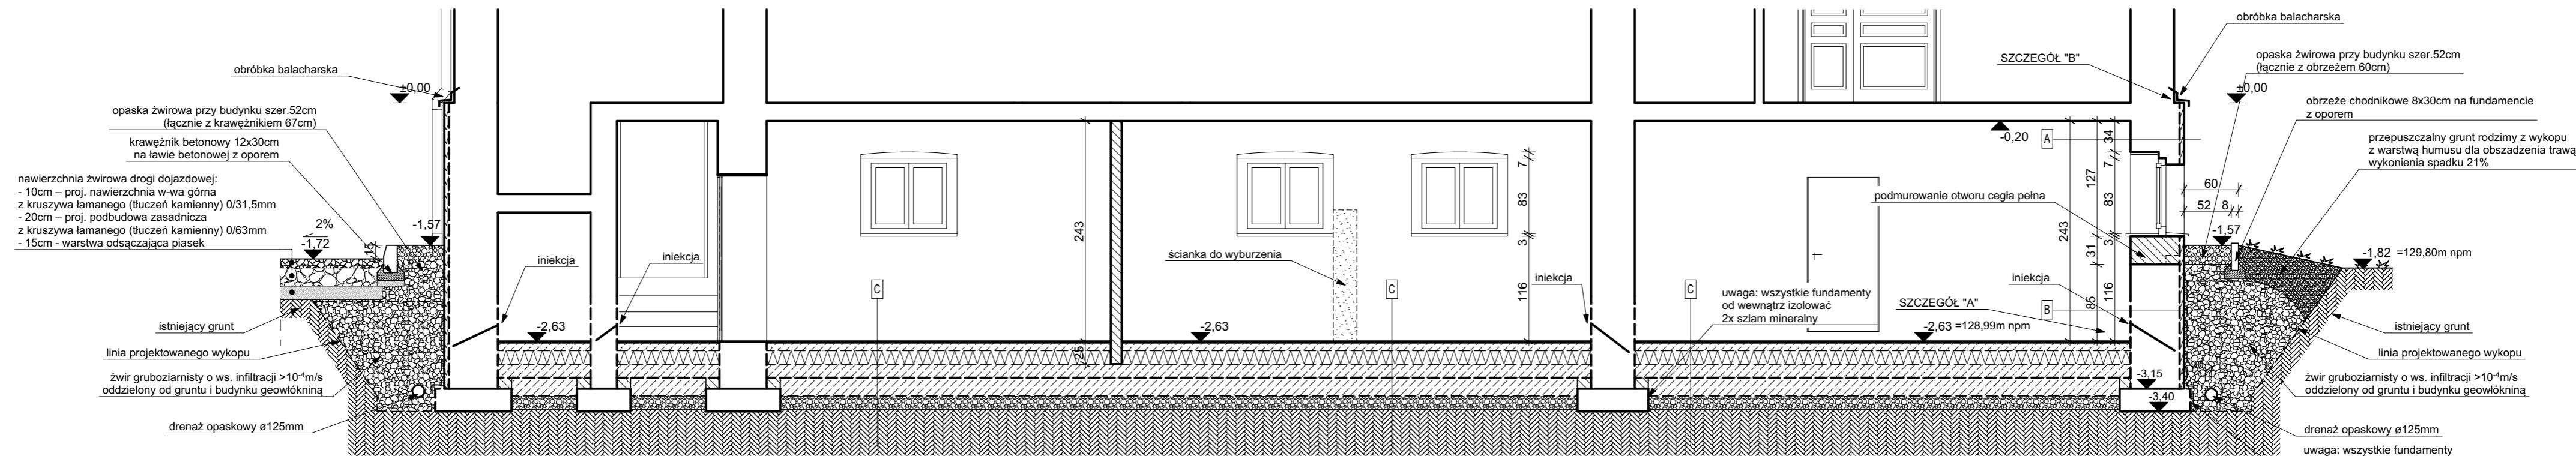 obróbka balacharska
±0,00
opaska żwirowa przy budynku szer.52cm
(łącznie z krawężnikiem 67cm)
krawężnik betonowy 12x30cm
na ławie betonowej z oporem
nawierzchnia żwirowa drogi dojazdowej:
- 10cm – proj. nawierzchnia w-wa górna
z kruszywa łamanego (tłuczeń kamienny) 0/31,5mm
- 20cm – proj. podbudowa zasadnicza
z kruszywa łamanego (tłuczeń kamienny) 0/63mm
- 15cm - warstwa odsączająca piasek
2%
-1,72
15
-1,57
istniejący grunt
linia projektowanego wykopu
żwir gruboziarnisty o ws. infiltracji >10⁻⁴m/s
oddzielony od gruntu i budynku geowłókniną
drenaż opaskowy ø125mm
iniekcja
iniekcja
-2,63
C
243
25
-2,63
ścianka do wyburzenia
C
7
83
3
116
iniekcja
C
uwaga: wszystkie fundamenty
od wewnątrz izolować
2x szlam mineralny
podmurowanie otworu cegła pełna
-0,20
A
SZCZEGÓŁ "B"
SZCZEGÓŁ "A"
-2,63 =128,99m npm
iniekcja
B
243
127
31
85
34
7
83
3
116
-3,15
-3,40
obróbka balacharska
opaska żwirowa przy budynku szer.52cm
(łącznie z obrzeżem 60cm)
±0,00
obrzeże chodnikowe 8x30cm na fundamencie
z oporem
przepuszczalny grunt rodzimy z wykopu
z warstwą humusu dla obszadzenia trawą
wykonienia spadku 21%
60
52
8
-1,57
-1,82 =129,80m npm
istniejący grunt
linia projektowanego wykopu
żwir gruboziarnisty o ws. infiltracji >10⁻⁴m/s
oddzielony od gruntu i budynku geowłókniną
drenaż opaskowy ø125mm
uwaga: wszystkie fundamenty